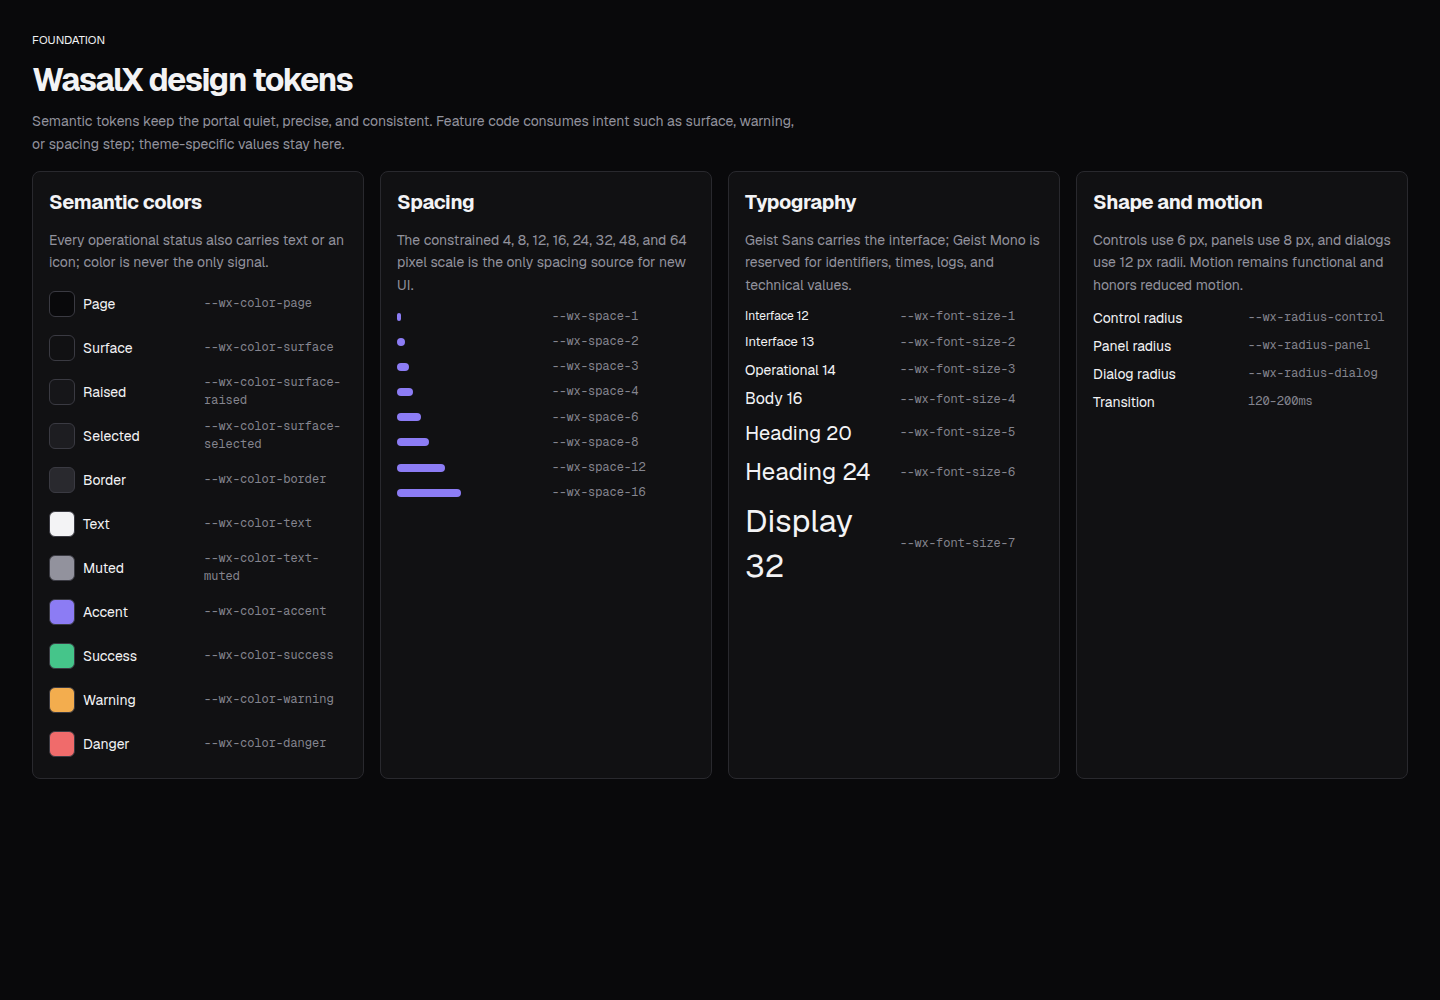 FOUNDATION
WasalX design tokens
Semantic tokens keep the portal quiet, precise, and consistent. Feature code consumes intent such as surface, warning,
or spacing step; theme-specific values stay here.
Semantic colors
Every operational status also carries text or an
icon; color is never the only signal.
Page --wx-color-page
Surface --wx-color-surface
Raised --wx-color-surface-
raised
Selected --wx-color-surface-
selected
Border --wx-color-border
Text --wx-color-text
Muted --wx-color-text-
muted
Accent --wx-color-accent
Success --wx-color-success
Warning --wx-color-warning
Danger --wx-color-danger
Spacing
The constrained 4, 8, 12, 16, 24, 32, 48, and 64
pixel scale is the only spacing source for new
UI.
--wx-space-1
--wx-space-2
--wx-space-3
--wx-space-4
--wx-space-6
--wx-space-8
--wx-space-12
--wx-space-16
Typography
Geist Sans carries the interface; Geist Mono is
reserved for identifiers, times, logs, and
technical values.
Interface 12 --wx-font-size-1
Interface 13 --wx-font-size-2
Operational 14 --wx-font-size-3
Body 16 --wx-font-size-4
Heading 20 --wx-font-size-5
Heading 24 --wx-font-size-6
Display
32 --wx-font-size-7
Shape and motion
Controls use 6 px, panels use 8 px, and dialogs
use 12 px radii. Motion remains functional and
honors reduced motion.
Control radius --wx-radius-control
Panel radius --wx-radius-panel
Dialog radius --wx-radius-dialog
Transition 120–200ms